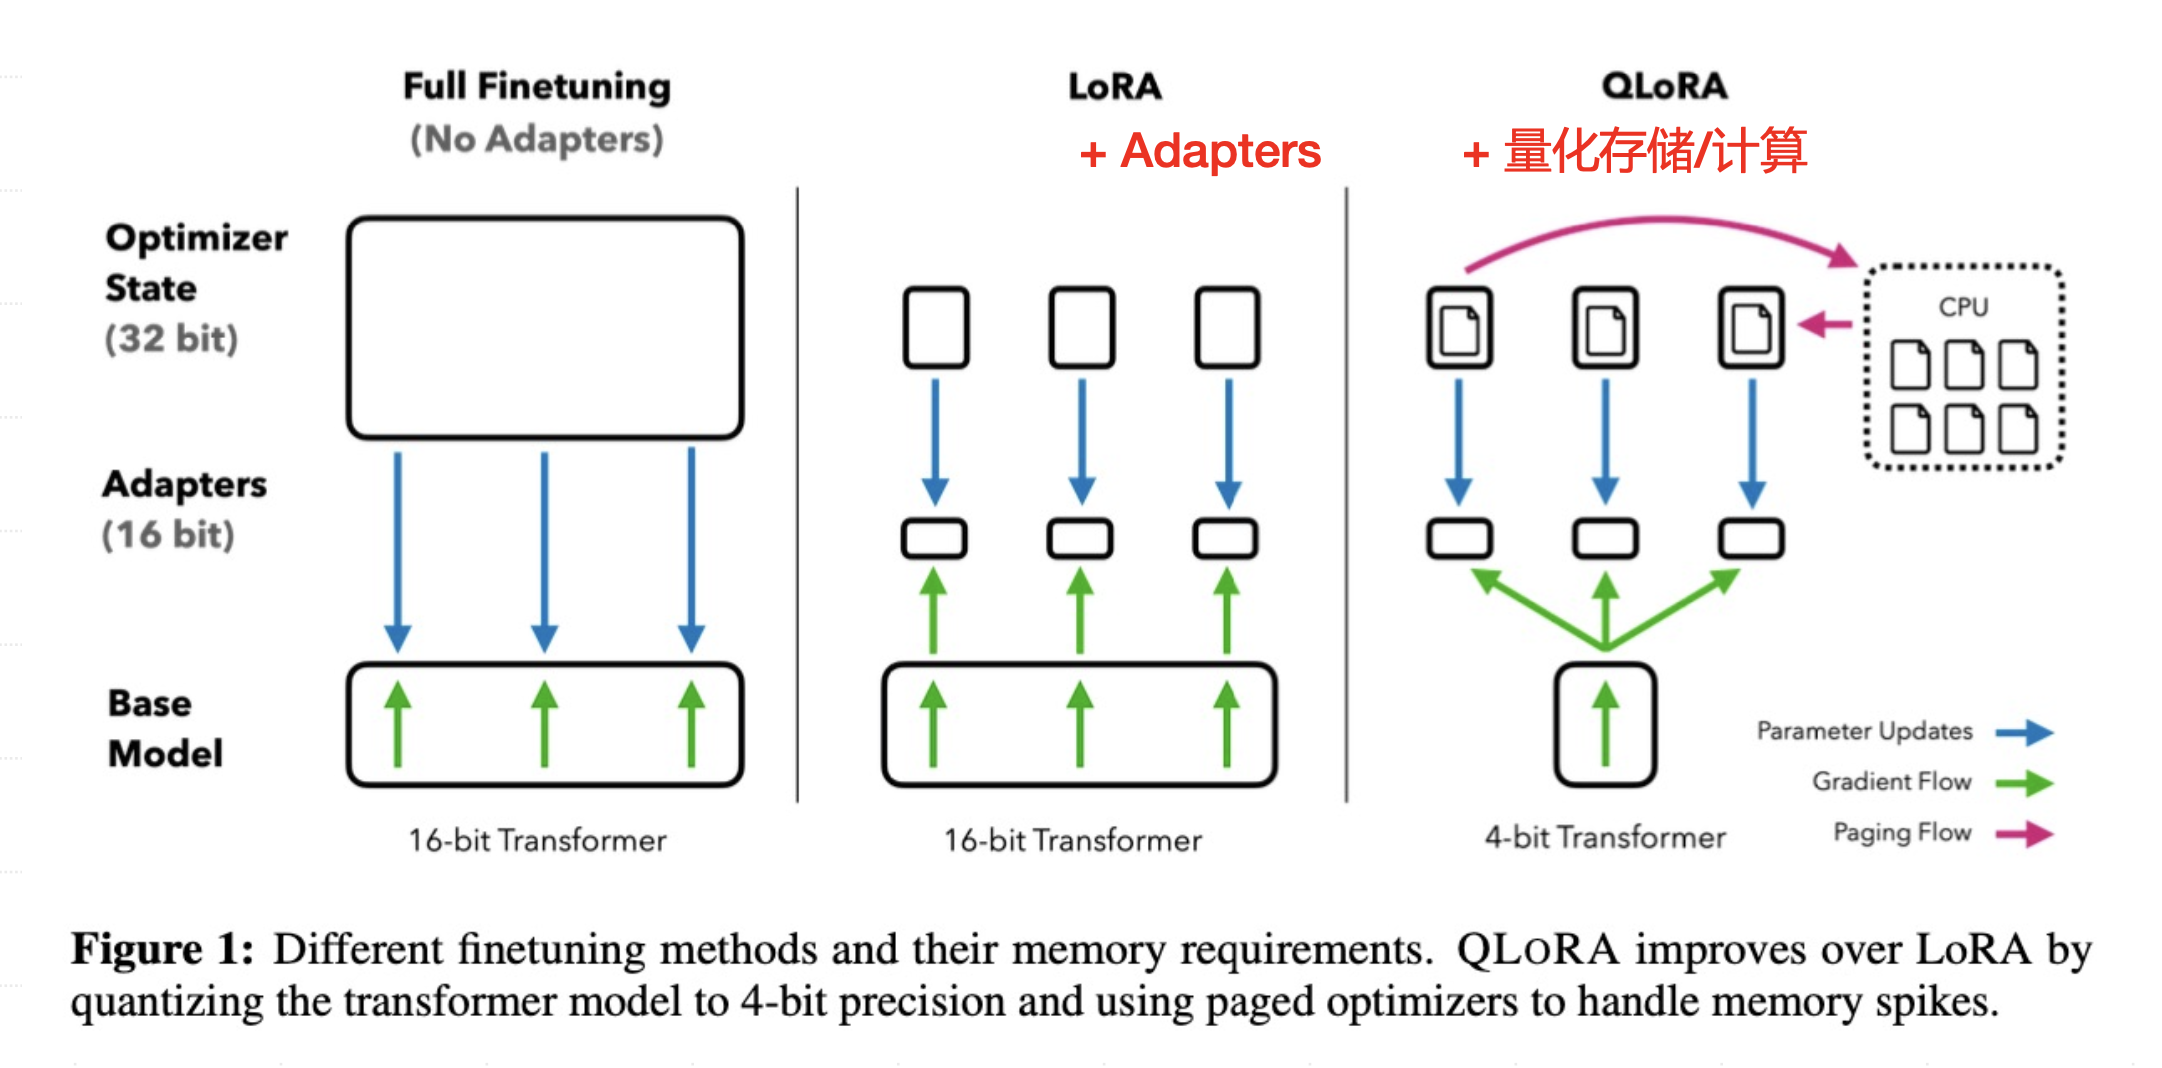 Full Finetuning
(No Adapters)
LoRA
+ Adapters
QLoRA
+ 量化存储/计算
Optimizer
State
(32 bit)
CPU
Adapters
(16 bit)
Base
Model
Parameter Updates
Gradient Flow
Paging Flow
16-bit Transformer
16-bit Transformer
4-bit Transformer
Figure 1: Different finetuning methods and their memory requirements. QLORA improves over LoRA by
quantizing the transformer model to 4-bit precision and using paged optimizers to handle memory spikes.